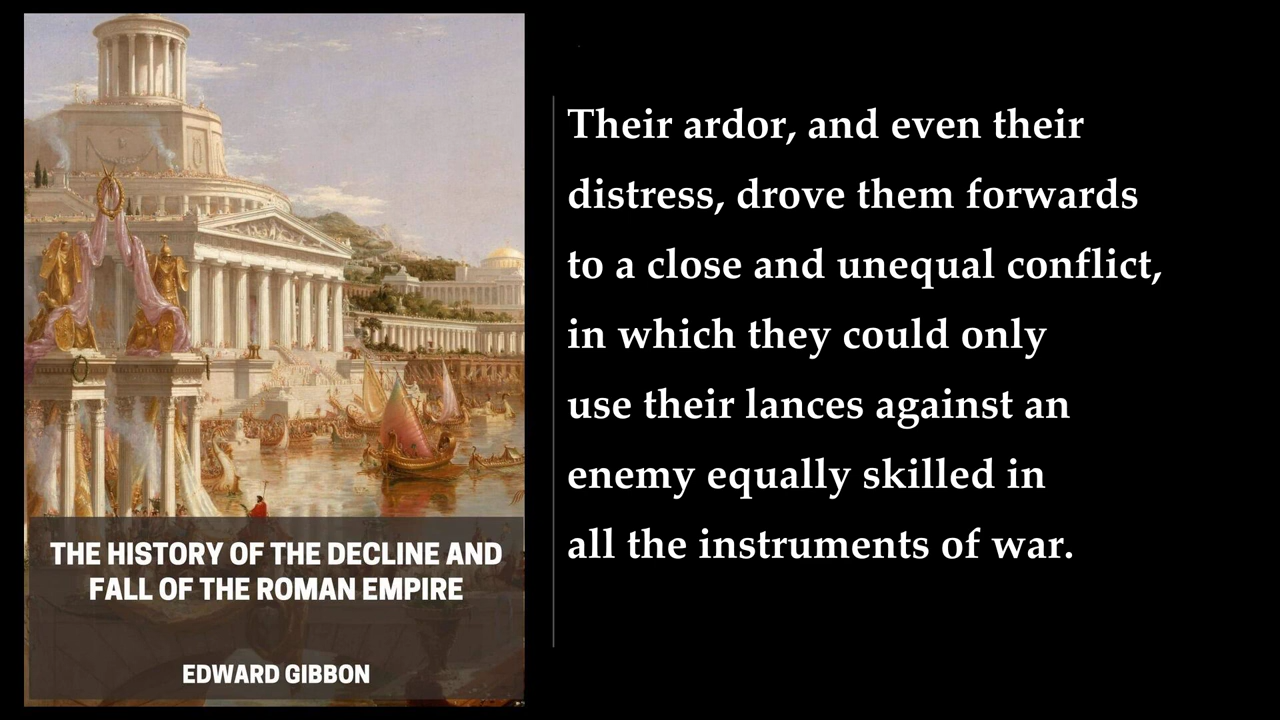 THE HISTORY OF THE DECLINE AND
FALL OF THE ROMAN EMPIRE
EDWARD GIBBON
Their ardor, and even their
distress, drove them forwards
to a close and unequal conflict,
in which they could only
use their lances against an
enemy equally skilled in
all the instruments of war.